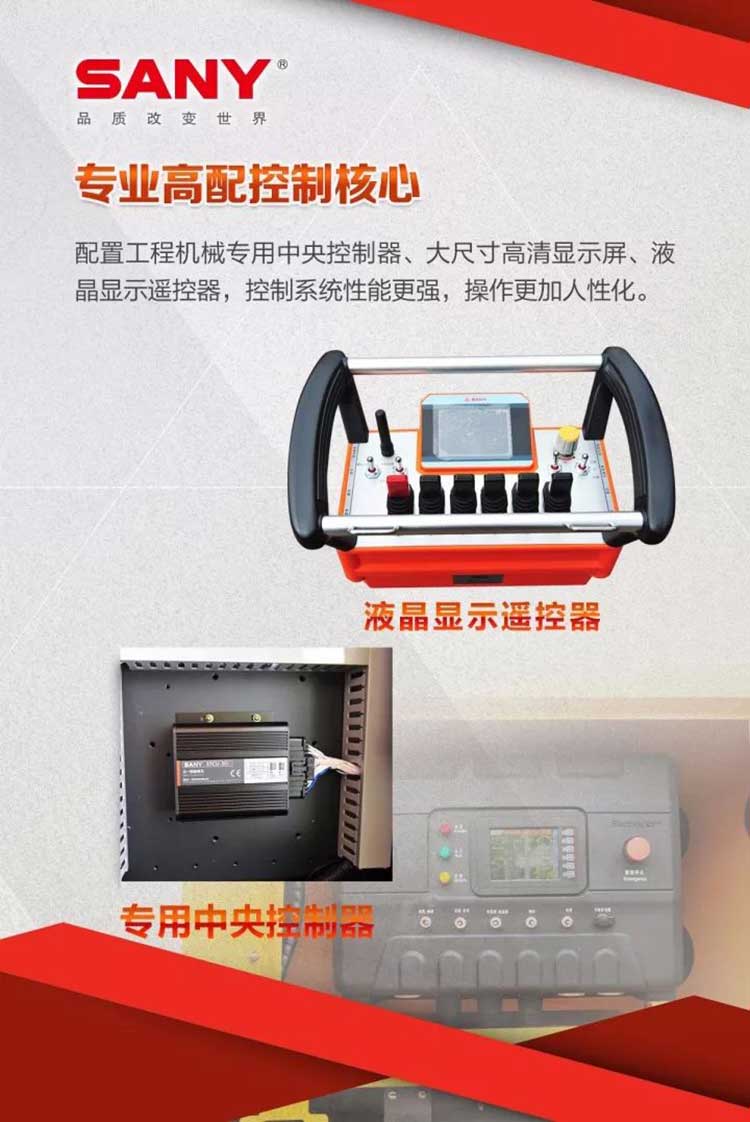 SANY®
品质改变世界
专业高配控制核心
配置工程机械专用中央控制器、大尺寸高清显示屏、液
晶显示遥控器，控制系统性能更强，操作更加人性化。
液晶显示遥控器
SANY
CE
专用中央控制器
Emergency